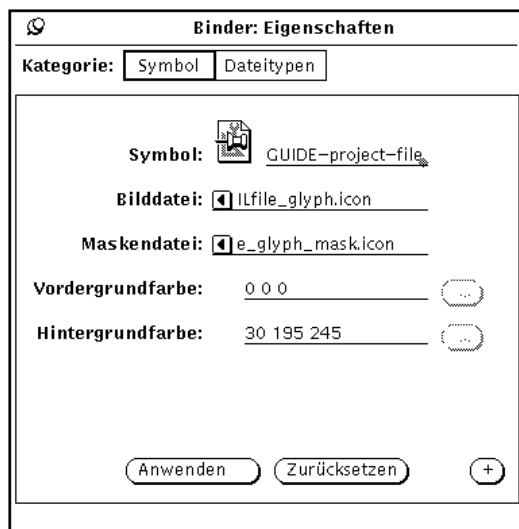 Binder: Eigenschaften
Kategorie: Symbol Dateitypen
Symbol: GUIDE-project-file
Bilddatei: ILfile_glyph.icon
Maskendatei: e_glyph_mask.icon
Vordergrundfarbe: 0 0 0 ...
Hintergrundfarbe: 30 195 245 ...
Anwenden Zurücksetzen +